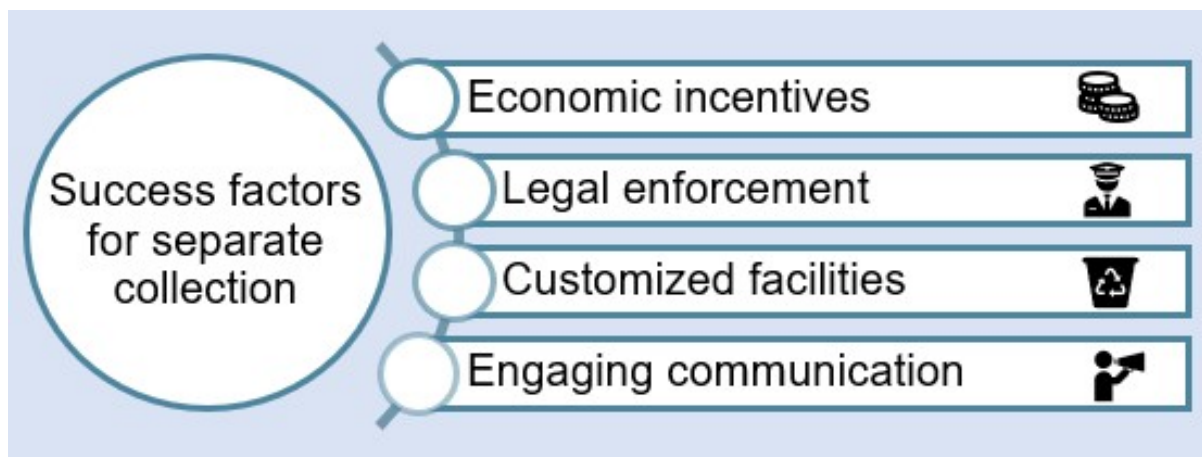 Success factors
for separate
collection
Economic incentives
Legal enforcement
Customized facilities
Engaging communication